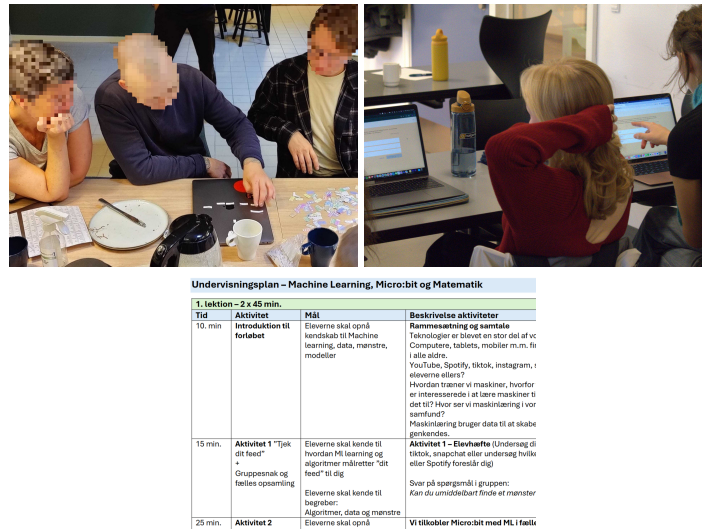 Undervisningsplan – Machine Learning, Micro:bit og Matematik
1. lektion – 2 x 45 min.
Tid Aktivitet Mål Beskrivelse aktiviteter
10. min Introduktion til forløbet
Eleverne skal opnå
kendskab til Machine
learning, data, mønstre,
modeller
Rammesætning og samtale
Teknologier er blevet en stor del af
Computere, tablets, mobiler m.m.
i alle aldre.
YouTube, Spotify, tiktok, instagram,
eleverne ellers?
Hvordan træner vi maskiner, hvorfor
er interesserede i at lære maskiner
det til? Hvor ser vi maskinlæring i
samfund?
Maskinlæring bruger data til at
genkendes.
15 min. Aktivitet 1 ”Tjek
dit feed”
+
Gruppesnak og
fælles opsamling
Eleverne skal kende til
hvordan Ml learning og
algoritmer målretter ”dit
feed” til dig
Eleverne skal kende til
begreber:
Algoritmer, data og mønstre
Aktivitet 1 – Elevhæfte (Undersøg
tiktok, snapchat eller undersøg
eller Spotify foreslår dig)
Svar på spørgsmål i gruppen:
Kan du umiddelbart finde et mønster
25 min. Aktivitet 2 Eleverne skal opnå Vi tilkobler Micro:bit med ML i